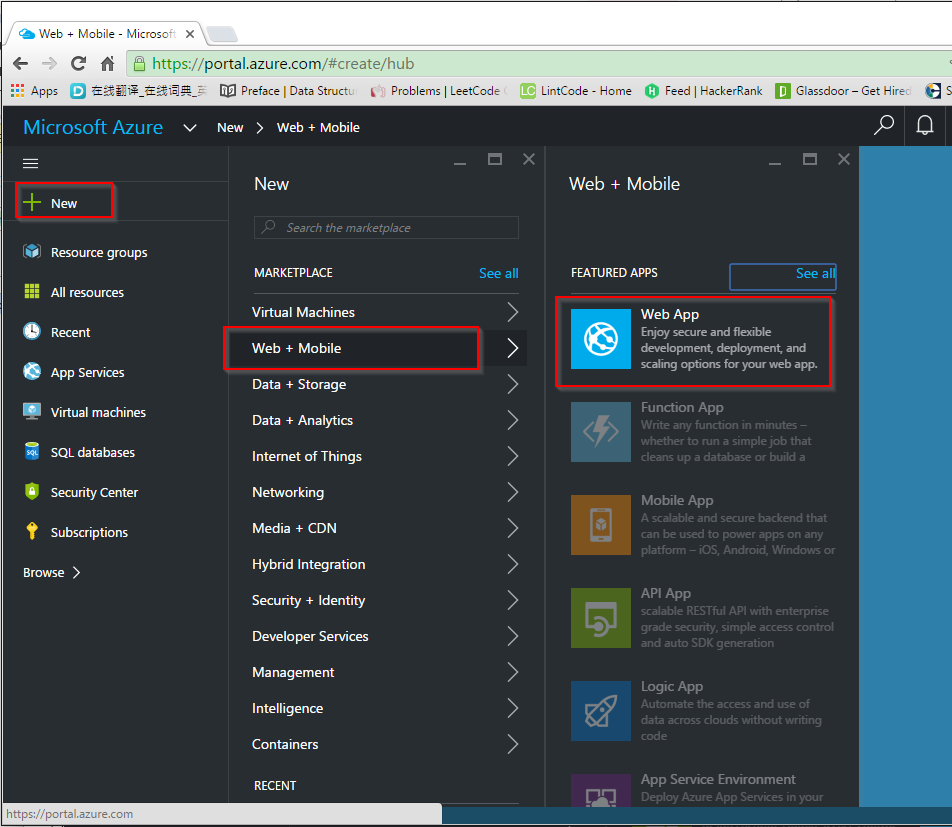 Web + Mobile - Microsoft
https://portal.azure.com/#create/hub
Apps
在线翻译_在线词典_英
Preface | Data Structu
Problems | LeetCode
LintCode - Home
Feed | HackerRank
Glassdoor – Get Hired
S
Microsoft Azure
New
Web + Mobile
New
Resource groups
All resources
Recent
App Services
Virtual machines
SQL
SQL databases
Security Center
Subscriptions
Browse
New
Search the marketplace
MARKETPLACE
See all
Virtual Machines
Web + Mobile
Data + Storage
Data + Analytics
Internet of Things
Networking
Media + CDN
Hybrid Integration
Security + Identity
Developer Services
Management
Intelligence
Containers
RECENT
Web + Mobile
FEATURED APPS
See all
Web App
Enjoy secure and flexible
development, deployment, and
scaling options for your web app.
Function App
Write any function in minutes –
whether to run a simple job that
cleans up a database or build a
Mobile App
A scalable and secure backend that
can be used to power apps on any
platform – iOS, Android, Windows or
API App
scalable RESTful API with enterprise
grade security, simple access control
and auto SDK generation
Logic App
Automate the access and use of
data across clouds without writing
code
App Service Environment
Deploy Azure App Services in your
https://portal.azure.com